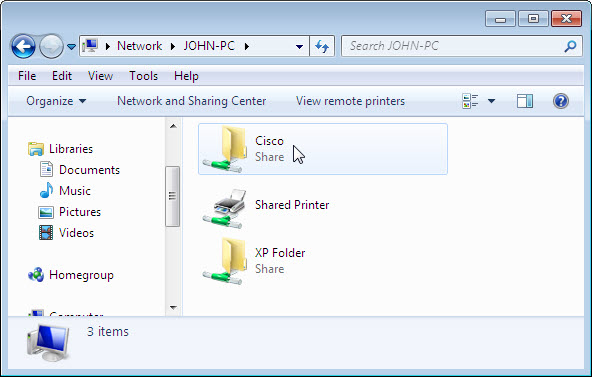 Network JOHN-PC Search JOHN-PC
File Edit View Tools Help
Organize Network and Sharing Center View remote printers
Libraries
Documents
Music
Pictures
Videos
Homegroup
Computer
Cisco
Share
Shared Printer
XP Folder
Share
3 items